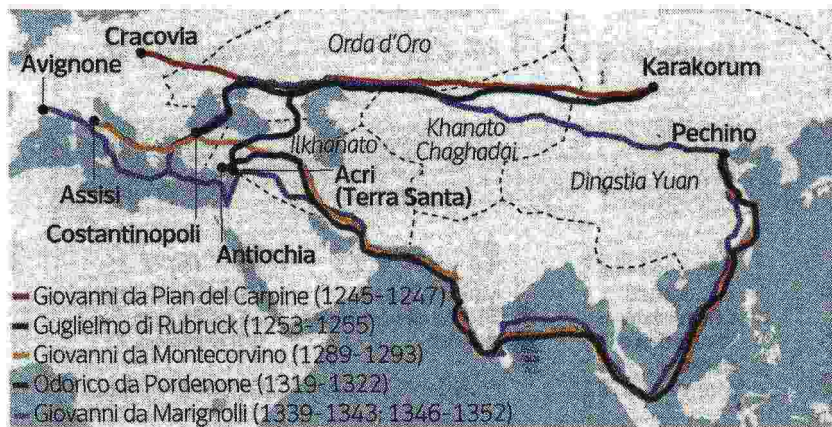 Cracovia
Orda d'Oro
Avignone
Karakorum
Khanato
Chaghadai
Pechino
Ilkhanato
Dinastia Yuan
Assisi
Acri
(Terra Santa)
Costantinopoli
Antiochia
Giovanni da Pian del Carpine (1245-1247)
Guglielmo di Rubruck (1253-1255)
Giovanni da Montecorvino (1289-1293)
Odorico da Pordenone (1319-1322)
Giovanni da Marignolli (1339-1343; 1346-1352)